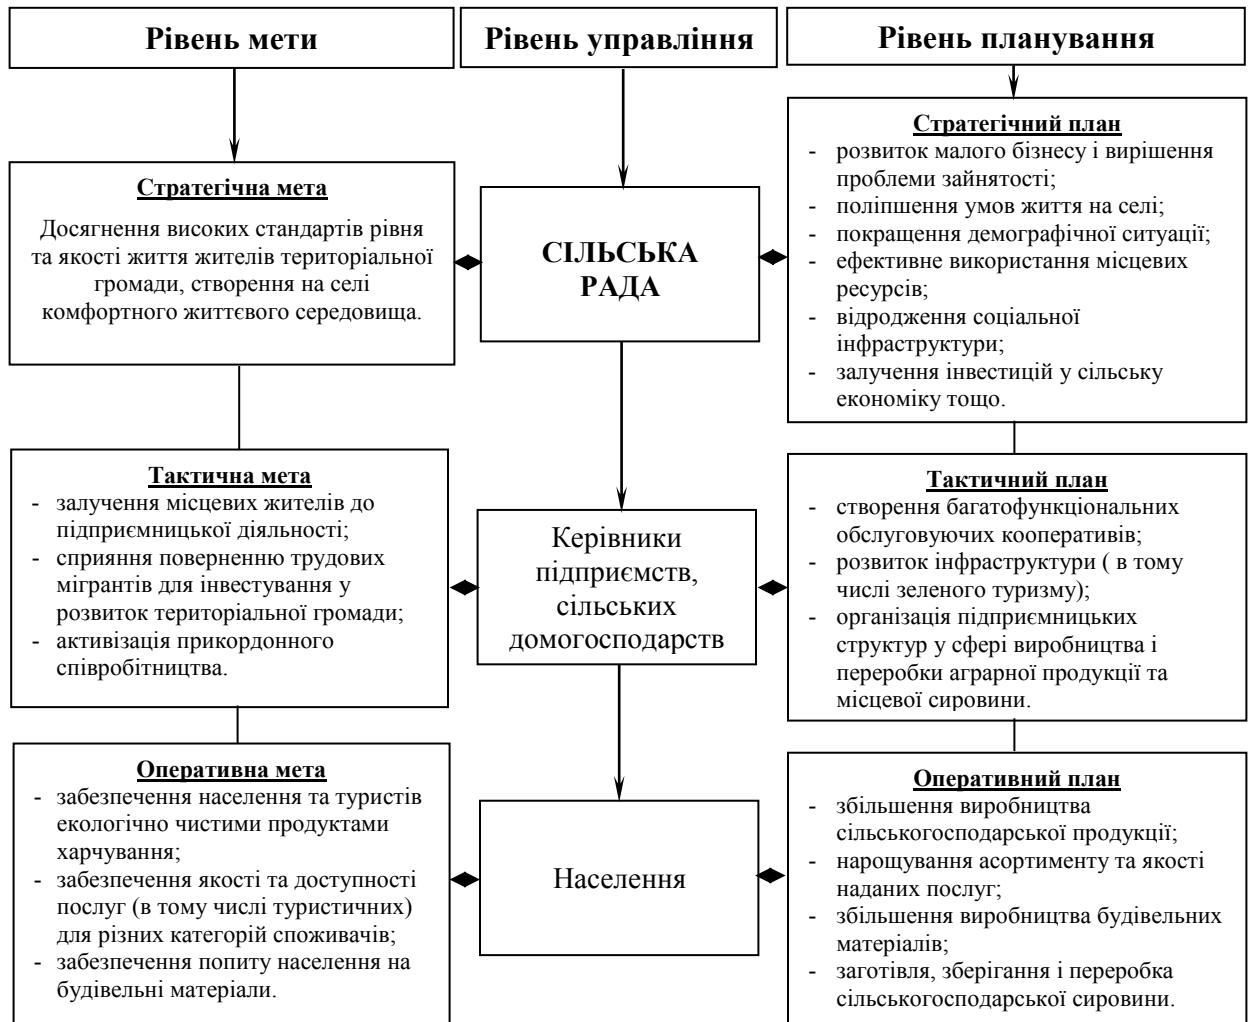 Рівень мети
Рівень управління
Рівень планування
Стратегічна мета
Досягнення високих стандартів рівня
та якості життя жителів територіальної
громади, створення на селі
комфортного життєвого середовища.
СІЛЬСЬКА
РАДА
Стратегічний план
- розвиток малого бізнесу і вирішення
проблеми зайнятості;
- поліпшення умов життя на селі;
- покращення демографічної ситуації;
- ефективне використання місцевих
ресурсів;
- відродження соціальної
інфраструктури;
- залучення інвестицій у сільську
економіку тощо.
Тактична мета
- залучення місцевих жителів до
підприємницької діяльності;
- сприяння поверненню трудових
мігрантів для інвестування у
розвиток територіальної громади;
- активізація прикордонного
співробітництва.
Керівники
підприємств,
сільських
домогосподарств
Тактичний план
- створення багатофункціональних
обслуговуючих кооперативів;
- розвиток інфраструктури ( в тому
числі зеленого туризму);
- організація підприємницьких
структур у сфері виробництва і
переробки аграрної продукції та
місцевої сировини.
Оперативна мета
- забезпечення населення та туристів
екологічно чистими продуктами
харчування;
- забезпечення якості та доступності
послуг (в тому числі туристичних)
для різних категорій споживачів;
- забезпечення попиту населення на
будівельні матеріали.
Населення
Оперативний план
- збільшення виробництва
сільськогосподарської продукції;
- нарощування асортименту та якості
наданих послуг;
- збільшення виробництва будівельних
матеріалів;
- заготівля, зберігання і переробка
сільськогосподарської сировини.